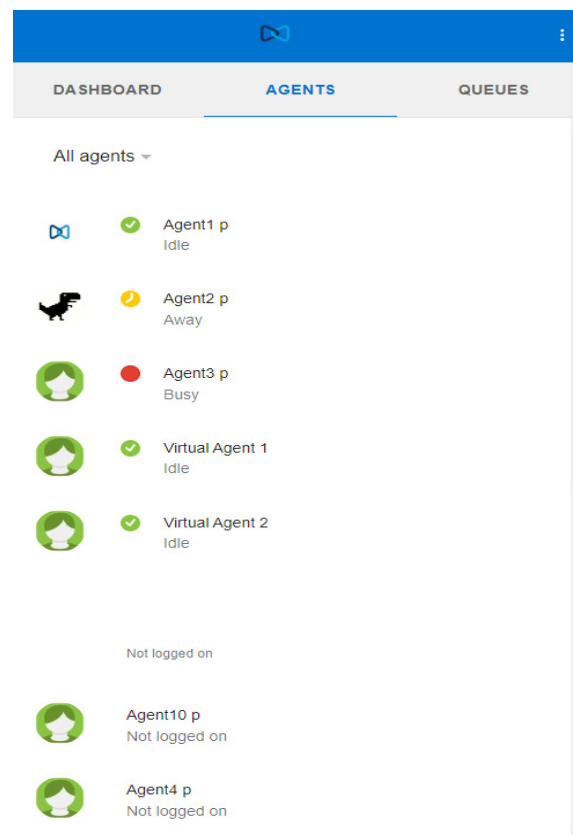 DASHBOARD AGENTS QUEUES
All agents
Agent1 p
Idle
Agent2 p
Away
Agent3 p
Busy
Virtual Agent 1
Idle
Virtual Agent 2
Idle
Not logged on
Agent10 p
Not logged on
Agent4 p
Not logged on